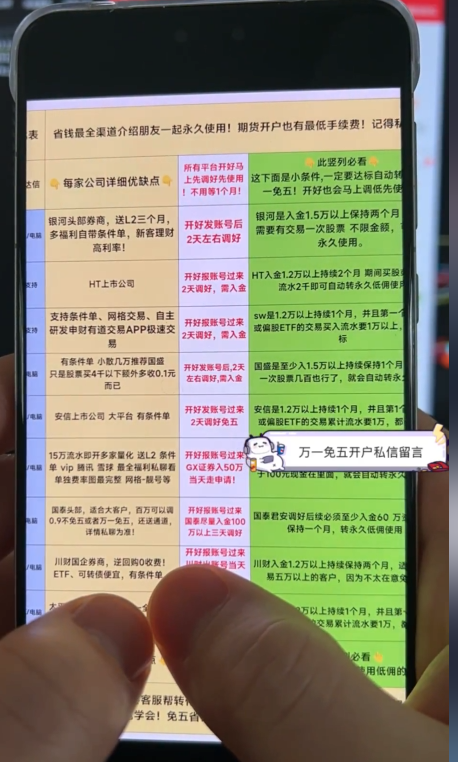 表
省钱最全渠道介绍朋友一起永久使用！期货开户也有最低手续费！记得私
达信
👇每家公司详细优缺点👇
所有平台开好马
上先调好先使用
！不用等1个月！
👇此竖列必看👇
这下面是小条件,一定要达标自动转
一免五！开好也会马上调低先使
/电脑
银河头部券商，送L2三个月，
多福利自带条件单，新客理财
高利率！
开好发账号后
2天左右调好
银河是入金1.5万以上保持两个月
需要有交易一次股票 不限金额，
永久使用。
支持
HT上市公司
开好报账号过来
2天调好，需入金
HT入金1.2万以上持续2个月 期间买股
流水2千即可自动转永久低佣使用
支持
支持条件单、网格交易、自主
研发申财有道交易APP极速交
易
开好报账号过来
2天调好，需入金
sw是1.2万以上持续1个月，并且第一个
或偏股ETF的交易买入流水要1万以上，
标
/电脑
有条件单 小散几万推荐国盛
只是股票买4千以下额外多收0.1元
而已
开好发账号后,2天
左右调好,需入金
国盛是至少入1.5万以上保持1个月，
一次股票几百也行了，就会自动转永
/电脑
安信上市公司 大平台 有条件单
开好发账号过来
2天调好免五
安信是1.2万以上持续1个月，并且第1个
或偏股ETF的交易累计流水要1万，都
万一免五开户私信留言
/电脑
15万流水即开多家量化 送L2 条件
单 vip 腾讯 雪球 最全福利私聊看
单独费率图最完整 网格-靓号等
开好报账号过来
GX证券入50万
当天走申请！
于100元现金在里面，就会自动转永久
/电脑
国泰头部，适合大客户，百万可以调
0.9不免五或者万一免五，还送通道，
详情私聊为准！
开好报账号过来
国泰尽量入金100
万以上三天调好
国泰君安调好后续必须至少入金60 万
保持一个月，转永久低佣使用
/电脑
川财国企券商，逆回购0收费！
ETF、可转债便宜，有条件单
开好报账号过来
川财出账号当天
川财入金1.2万以上持续两个月，
易五万以上的客户，因为不太在意免
/电脑
万以上持续1个月，并且第一
的交易累计流水要1万，都
必看👇
使用低佣的
客服帮转
学会！免五省